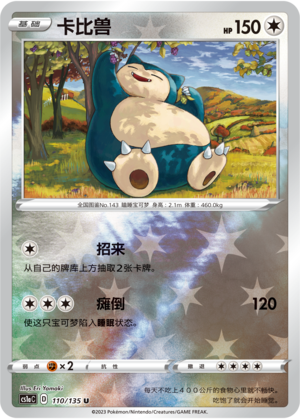 基础 卡比兽 HP 150
全国图鉴No.143 瞌睡宝可梦 身高:2.1m 体重:460.0kg
招来
从自己的牌库上方抽取2张卡牌。
瘫倒 120
使这只宝可梦陷入睡眠状态。
弱点 ×2 抗性 撤退
Illus.Eri Yamaki
CS1aC D 110/135 U
每天不吃上400公斤的食物心里就不畅快。
吃饱了就会开始睡觉。
©2023 Pokémon/Nintendo/Creatures/GAME FREAK.